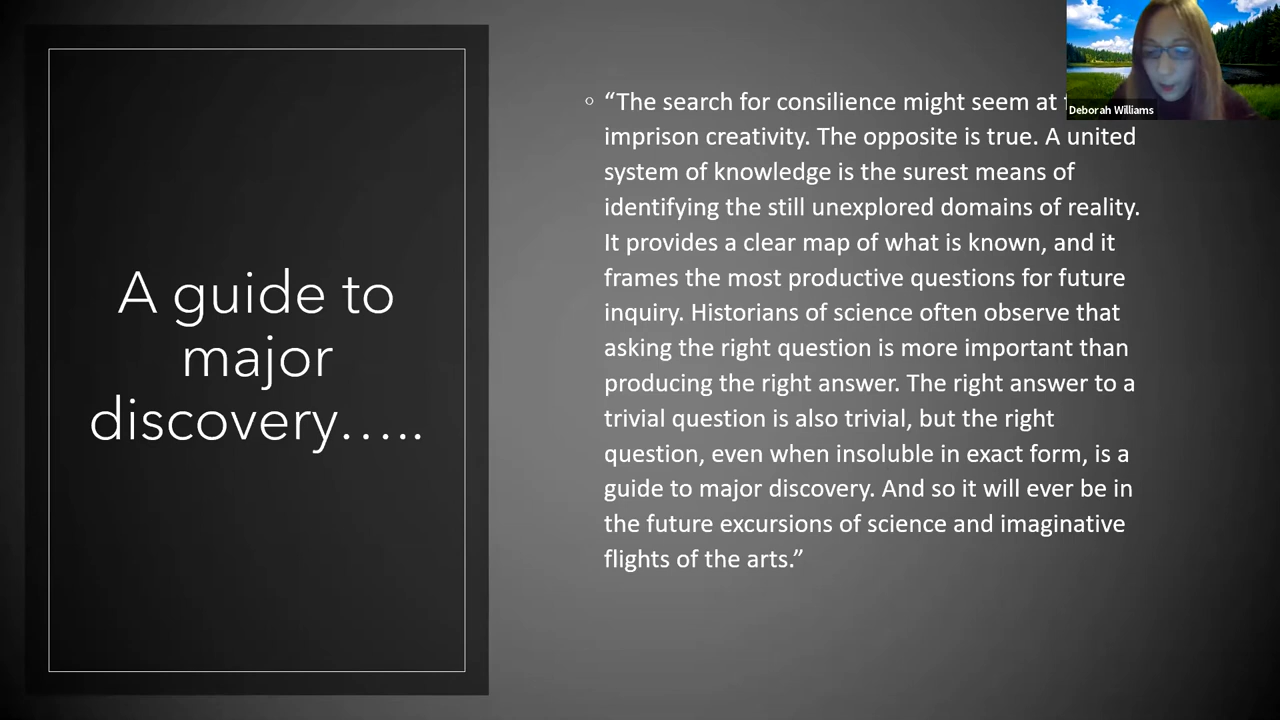 A guide to
major
discovery…..
“The search for consilience might seem at
imprison creativity. The opposite is true. A united
system of knowledge is the surest means of
identifying the still unexplored domains of reality.
It provides a clear map of what is known, and it
frames the most productive questions for future
inquiry. Historians of science often observe that
asking the right question is more important than
producing the right answer. The right answer to a
trivial question is also trivial, but the right
question, even when insoluble in exact form, is a
guide to major discovery. And so it will ever be in
the future excursions of science and imaginative
flights of the arts.”
Deborah Williams